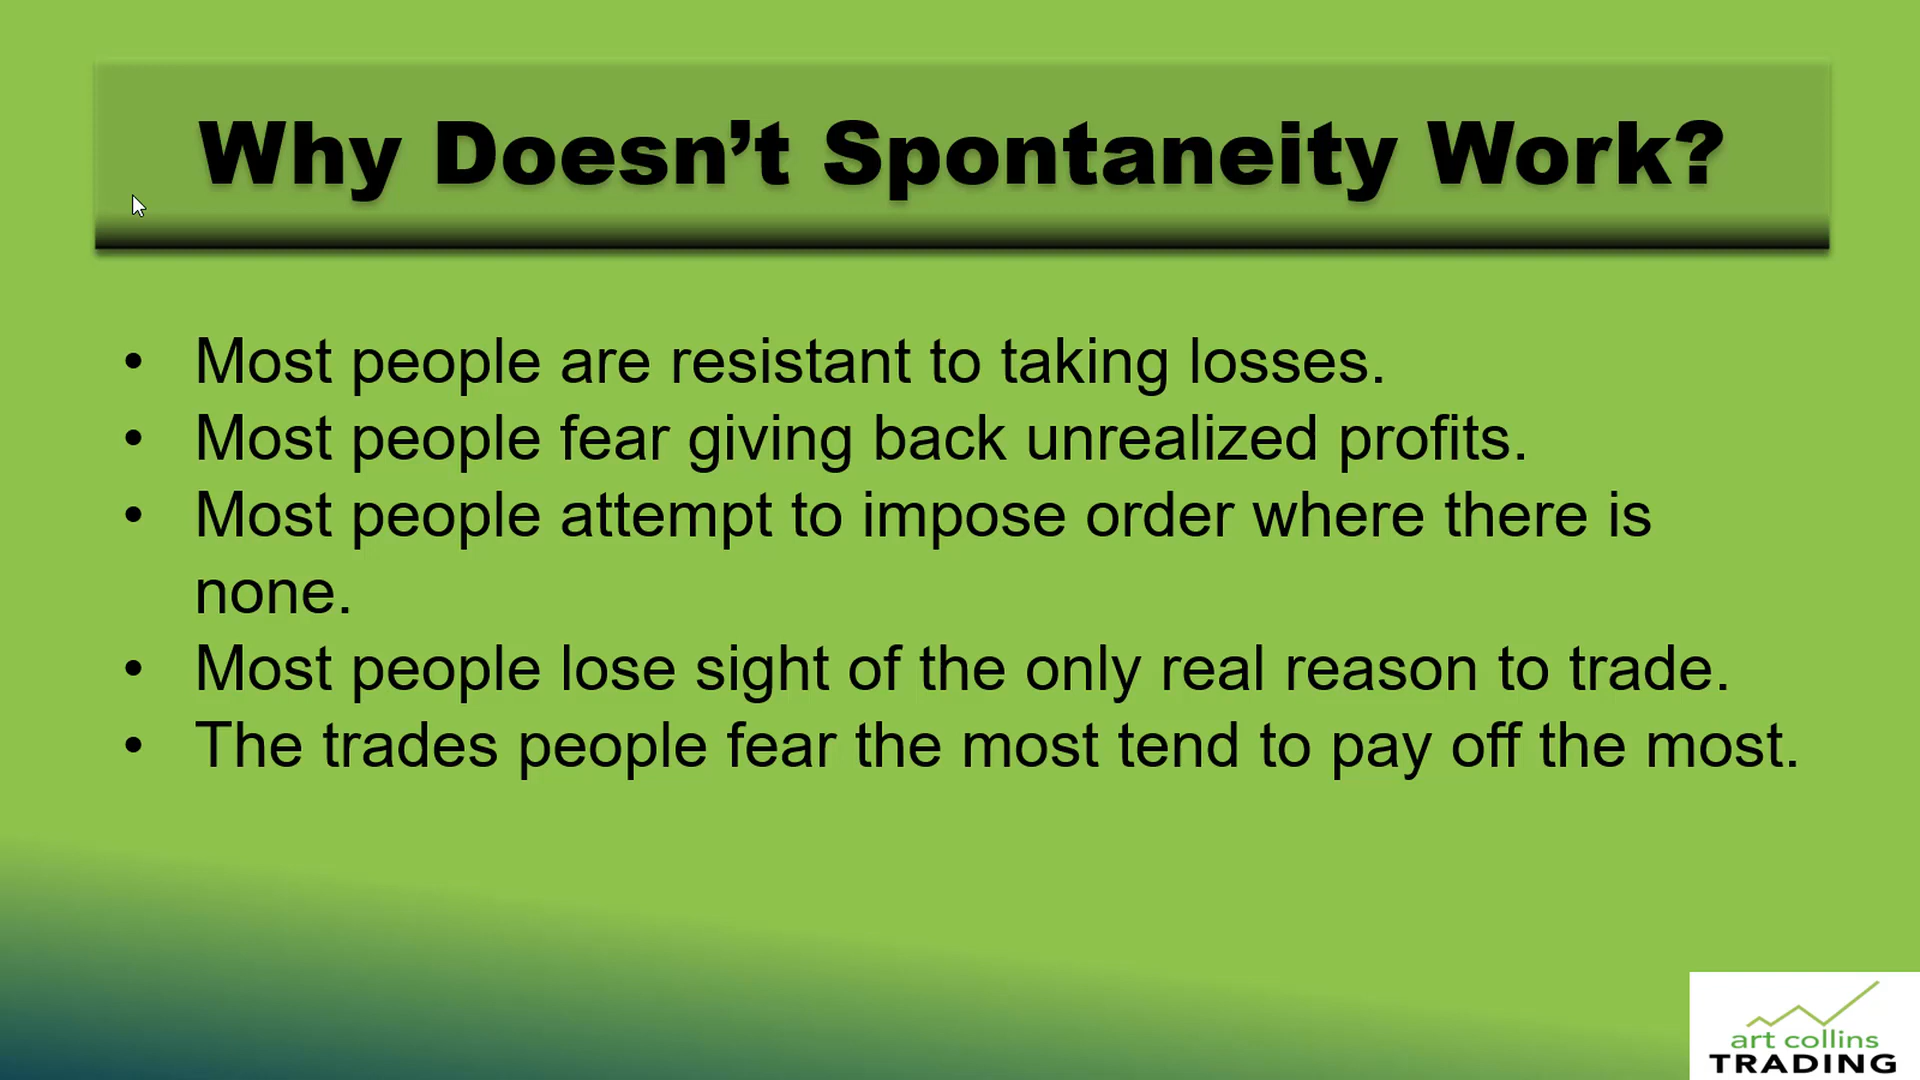 Why Doesn’t Spontaneity Work?
• Most people are resistant to taking losses.
• Most people fear giving back unrealized profits.
• Most people attempt to impose order where there is
none.
• Most people lose sight of the only real reason to trade.
• The trades people fear the most tend to pay off the most.
art collins
TRADING